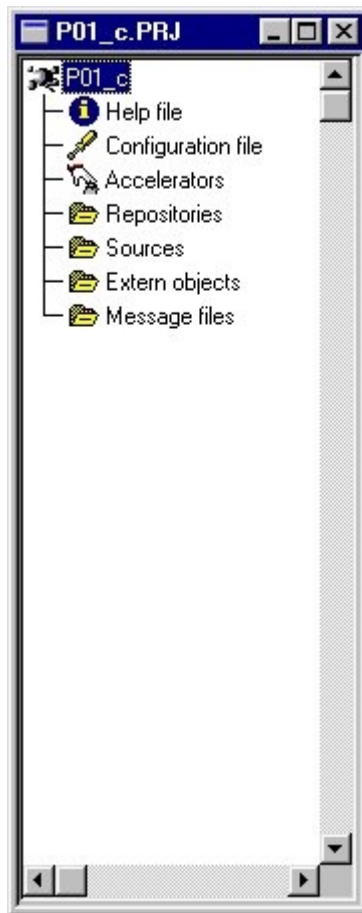 P01_c.PRJ
P01_c
Help file
Configuration file
Accelerators
Repositories
Sources
Extern objects
Message files